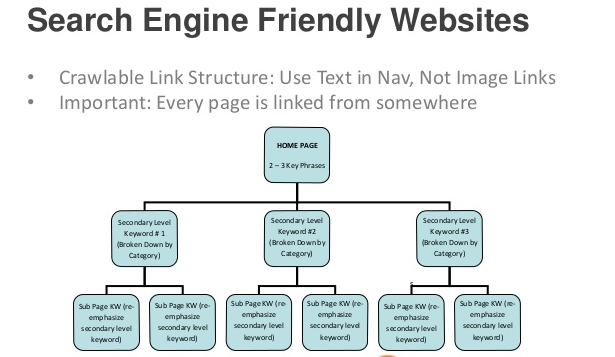 Search Engine Friendly Websites
• Crawlable Link Structure: Use Text in Nav, Not Image Links
• Important: Every page is linked from somewhere
HOME PAGE
2 – 3 Key Phrases
Secondary Level
Keyword # 1
(Broken Down by
Category)
Secondary Level
Keyword #2
(Broken Down by
Category)
Secondary Level
Keyword #3
(Broken Down by
Category)
Sub Page KW (re-
emphasize
secondary level
keyword)
Sub Page KW (re-
emphasize
secondary level
keyword)
Sub Page KW (re-
emphasize
secondary level
keyword)
Sub Page KW (re-
emphasize
secondary level
keyword)
Sub Page KW (re-
emphasize
secondary level
keyword)
Sub Page KW (re-
emphasize
secondary level
keyword)